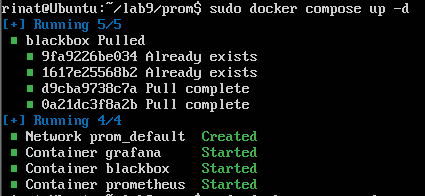 rinat@Ubuntu:~/lab9/prom$ sudo docker compose up -d
[+] Running 5/5
blackbox Pulled
9fa9226be034 Already exists
1617e25568b2 Already exists
d9cba9738c7a Pull complete
0a21dc3f8a2b Pull complete
[+] Running 4/4
Network prom_default Created
Container grafana Started
Container blackbox Started
Container prometheus Started